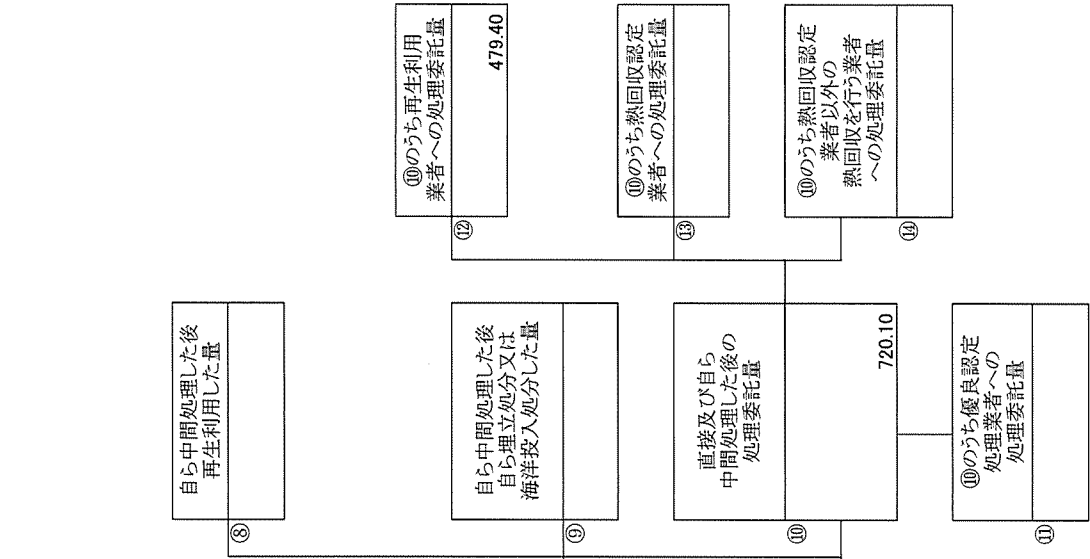 ⑧
自ら中間処理した後
再生利用した量
⑨
自ら中間処理した後
自ら埋立処分又は
海洋投入処分した量
⑩
直接及び自ら
中間処理した後の
処理委託量
720.10
⑪
⑩のうち優良認定
処理業者への
処理委託量
⑫
⑩のうち再生利用
業者への処理委託量
479.40
⑬
⑩のうち熱回収認定
業者への処理委託量
⑭
⑩のうち熱回収認定
業者以外の
熱回収を行う業者
への処理委託量